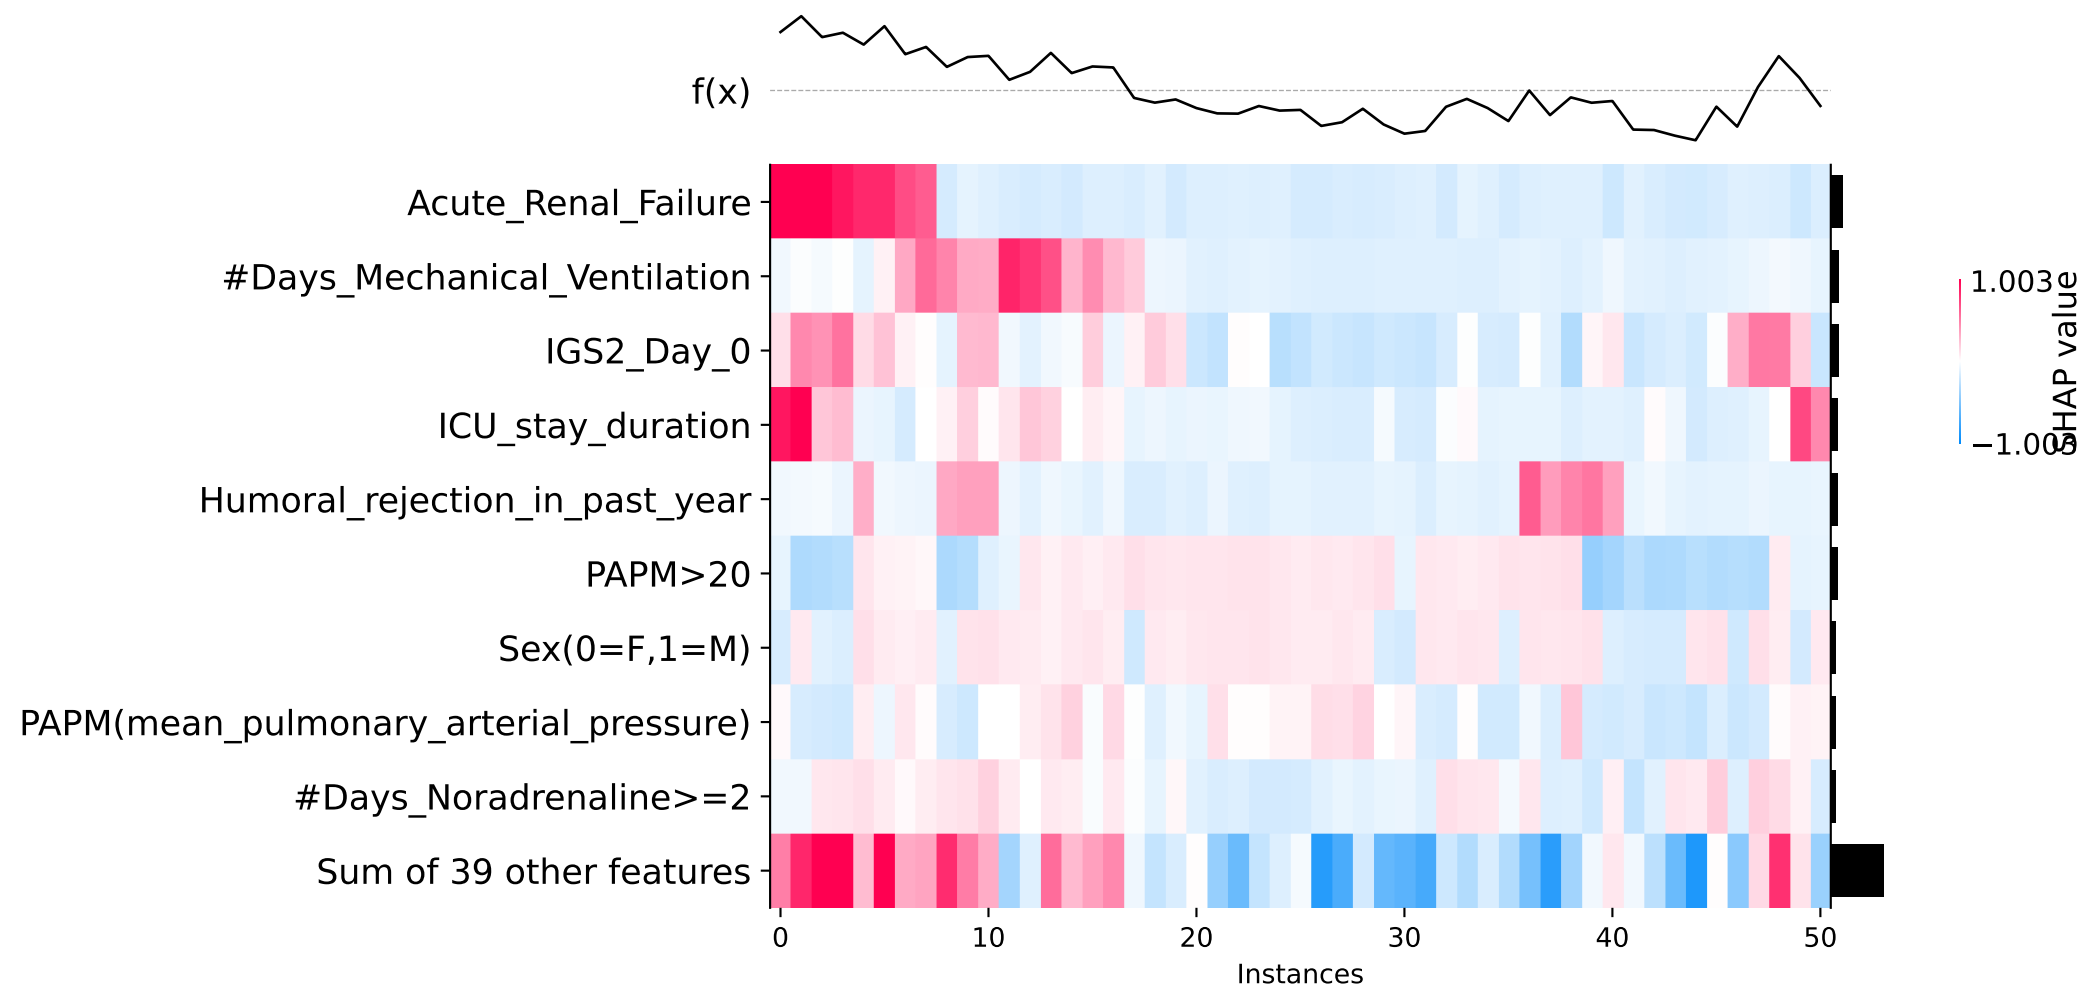 f(x)
Acute_Renal_Failure
#Days_Mechanical_Ventilation
IGS2_Day_0
ICU_stay_duration
Humoral_rejection_in_past_year
PAPM>20
Sex(0=F,1=M)
PAPM(mean_pulmonary_arterial_pressure)
#Days_Noradrenaline>=2
Sum of 39 other features
0 10 20 30 40 50
Instances
1.003
−1.003
SHAP value